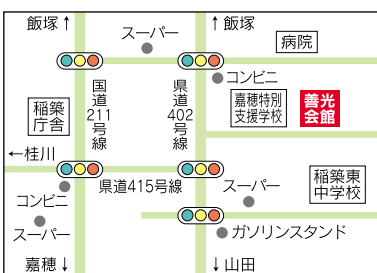 飯塚↑
スーパー
↑飯塚
病院
コンビニ
国道211号線
県道402号線
稲築
庁舎
嘉穂特別
支援学校
善光
会館
←桂川
県道415号線
稲築東
中学校
コンビニ
スーパー
スーパー
ガソリンスタンド
嘉穂↓
↓山田